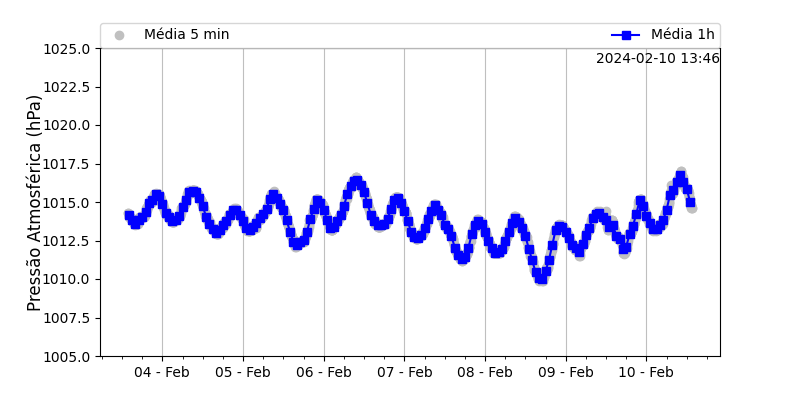 Média 5 min
Média 1h
2024-02-10 13:46
Pressão Atmosférica (hPa)
1025.0
1022.5
1020.0
1017.5
1015.0
1012.5
1010.0
1007.5
1005.0
04 - Feb
05 - Feb
06 - Feb
07 - Feb
08 - Feb
09 - Feb
10 - Feb